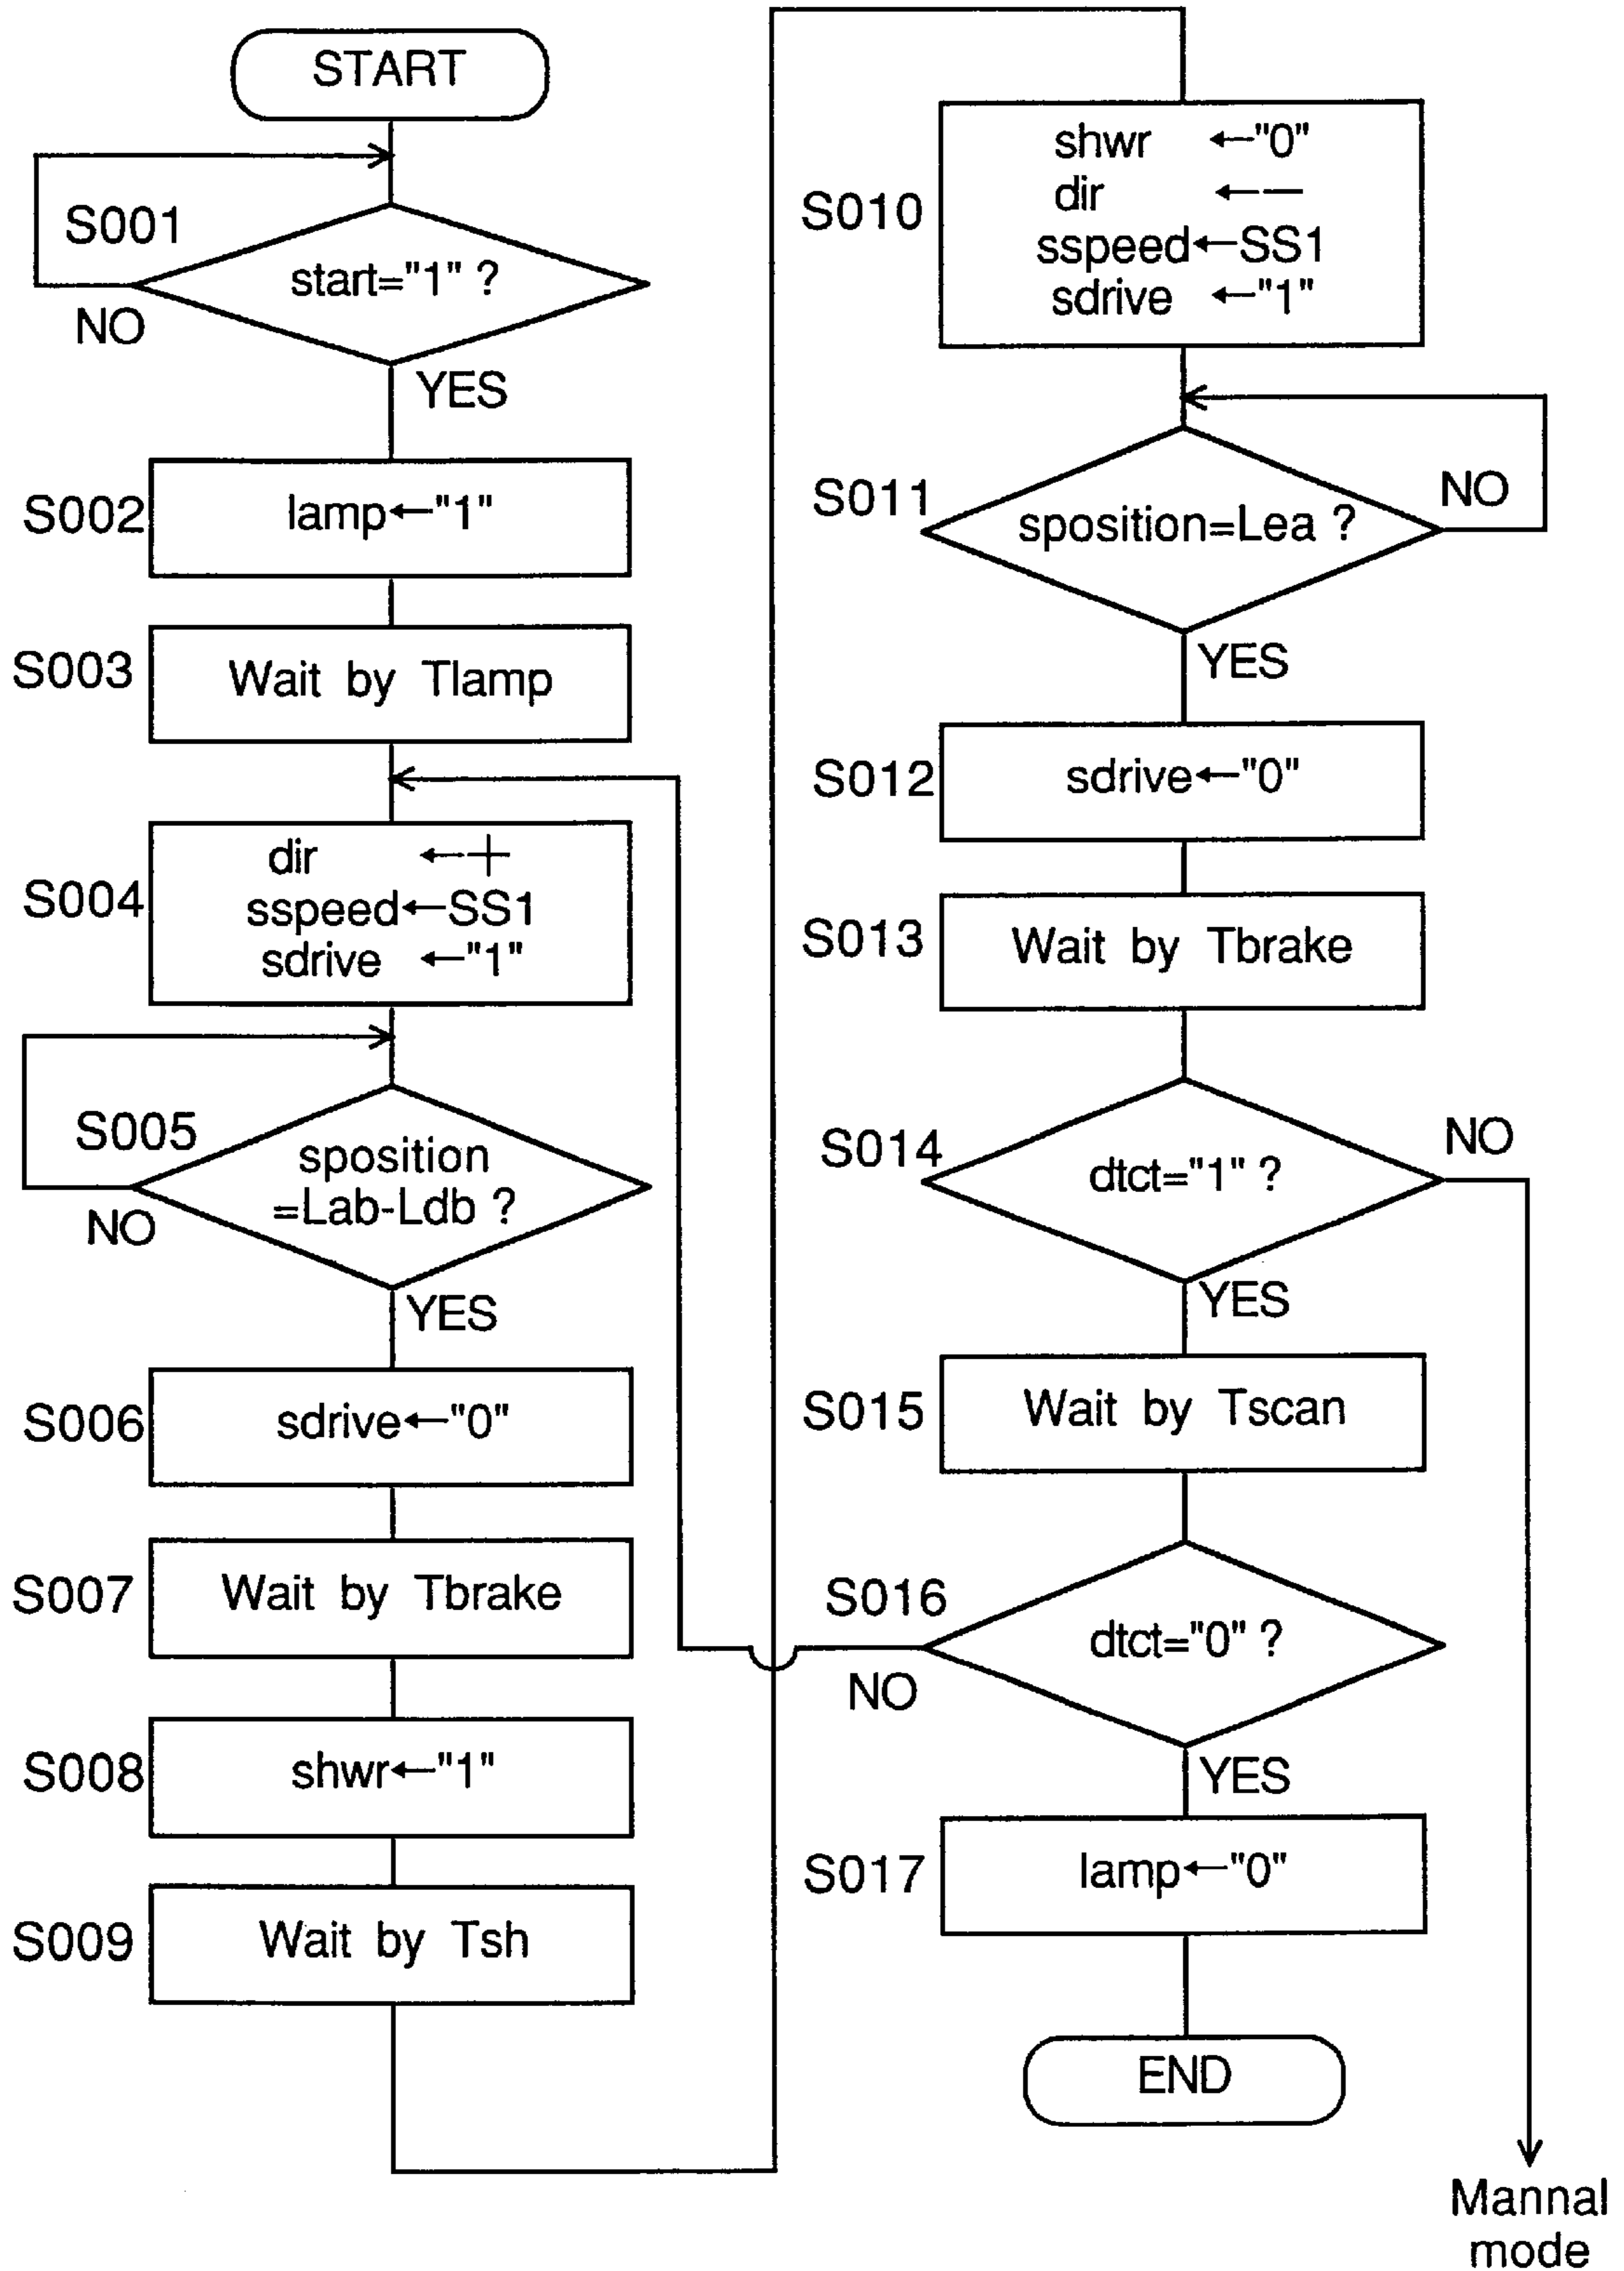 START
S001
start="1" ?
NO
YES
S002
lamp←"1"
S003
Wait by Tlamp
S004
dir ←+
sspeed←SS1
sdrive ←"1"
S005
sposition
=Lab-Ldb ?
NO
YES
S006
sdrive←"0"
S007
Wait by Tbrake
S008
shwr←"1"
S009
Wait by Tsh
S010
shwr ←"0"
dir ←−
sspeed←SS1
sdrive ←"1"
S011
sposition=Lea ?
NO
YES
S012
sdrive←"0"
S013
Wait by Tbrake
S014
dtct="1" ?
NO
YES
S015
Wait by Tscan
S016
dtct="0" ?
NO
YES
S017
lamp←"0"
END
Mannal
mode